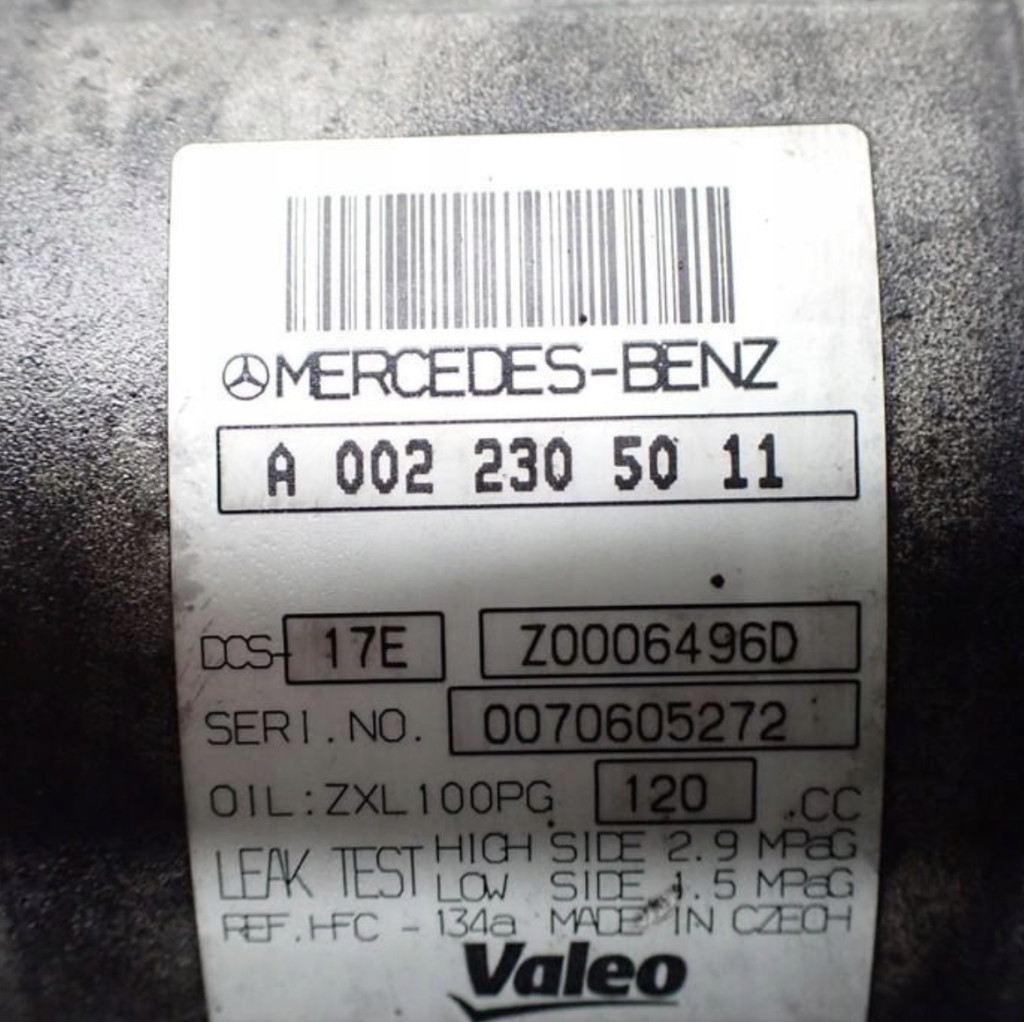 MERCEDES-BENZ
A 002 230 50 11
DCS- 17E Z0006496D
SERI.NO. 0070605272
OIL:ZXL100PG 120 .CC
LEAK TEST HIGH SIDE 2.9 MPaG
LOW SIDE 1.5 MPaG
REF.HFC - 134a MADE IN CZECH
Valeo